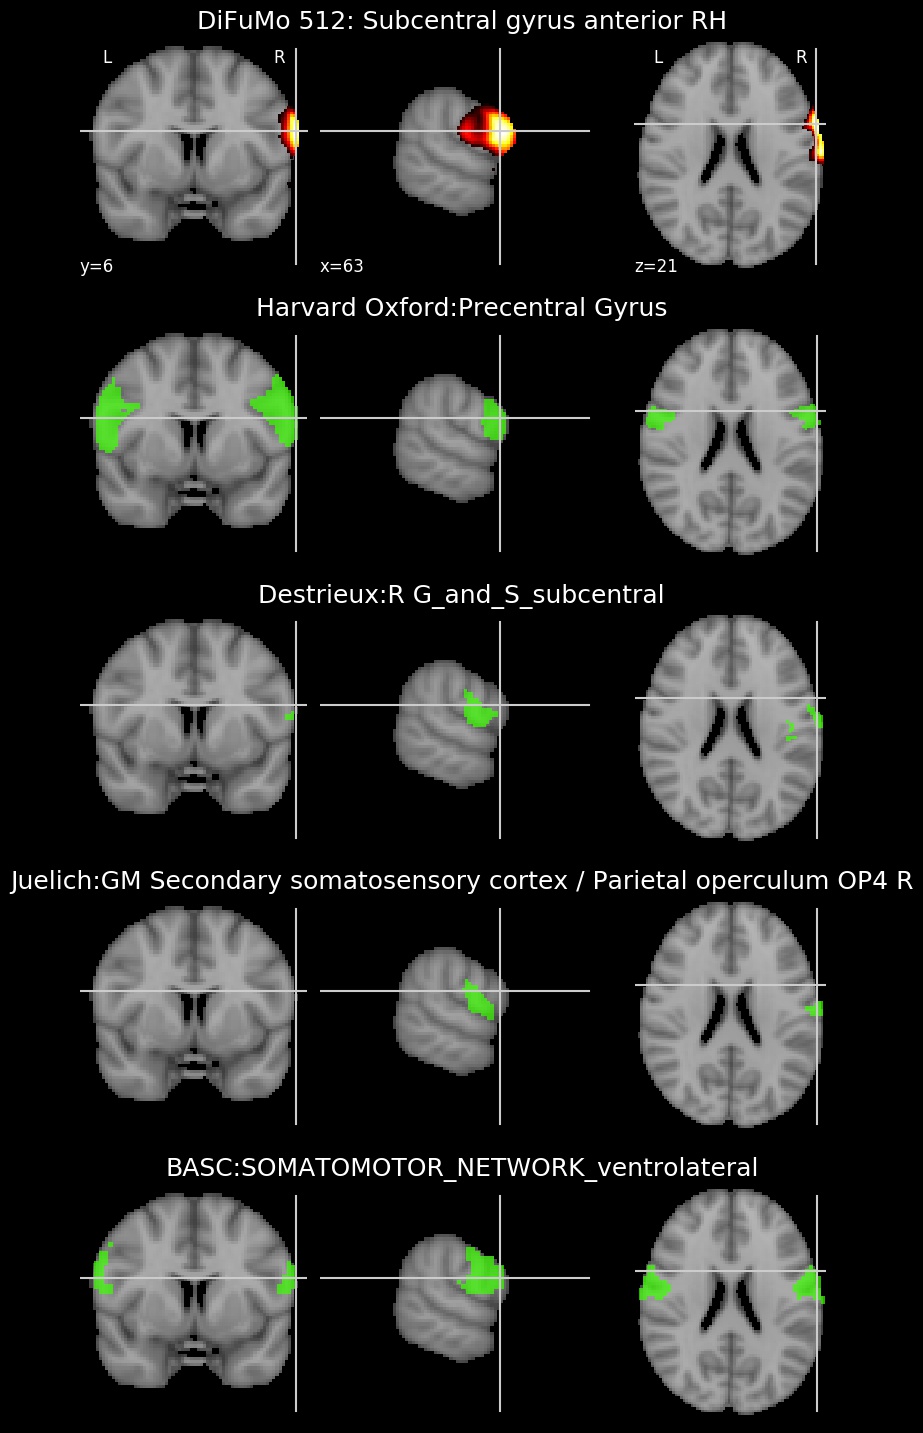 DiFuMo 512: Subcentral gyrus anterior RH
L R L R
y=6 x=63 z=21
Harvard Oxford:Precentral Gyrus
Destrieux:R G_and_S_subcentral
Juelich:GM Secondary somatosensory cortex / Parietal operculum OP4 R
BASC:SOMATOMOTOR_NETWORK_ventrolateral